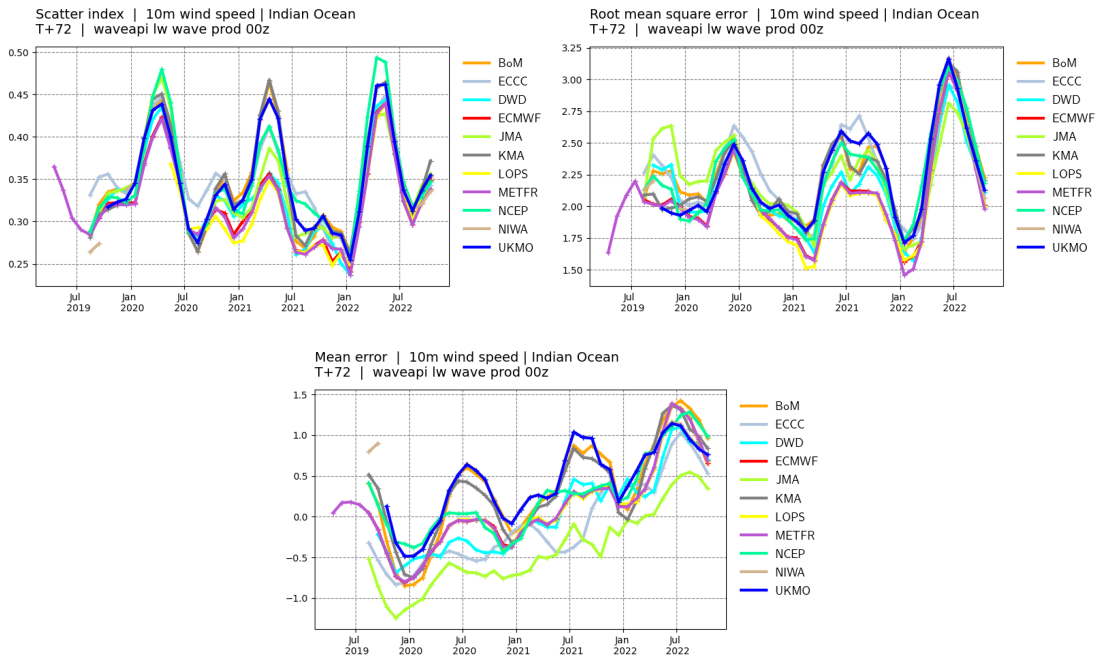 Scatter index | 10m wind speed | Indian Ocean
T+72 | waveapi lw wave prod 00z
0.50
0.45
0.40
0.35
0.30
0.25
Jul
2019
Jan
2020
Jul
2020
Jan
2021
Jul
2021
Jan
2022
Jul
2022
BoM
ECCC
DWD
ECMWF
JMA
KMA
LOPS
METFR
NCEP
NIWA
UKMO
Root mean square error | 10m wind speed | Indian Ocean
T+72 | waveapi lw wave prod 00z
3.25
3.00
2.75
2.50
2.25
2.00
1.75
1.50
Jul
2019
Jan
2020
Jul
2020
Jan
2021
Jul
2021
Jan
2022
Jul
2022
BoM
ECCC
DWD
ECMWF
JMA
KMA
LOPS
METFR
NCEP
NIWA
UKMO
Mean error | 10m wind speed | Indian Ocean
T+72 | waveapi lw wave prod 00z
1.5
1.0
0.5
0.0
−0.5
−1.0
Jul
2019
Jan
2020
Jul
2020
Jan
2021
Jul
2021
Jan
2022
Jul
2022
BoM
ECCC
DWD
ECMWF
JMA
KMA
LOPS
METFR
NCEP
NIWA
UKMO